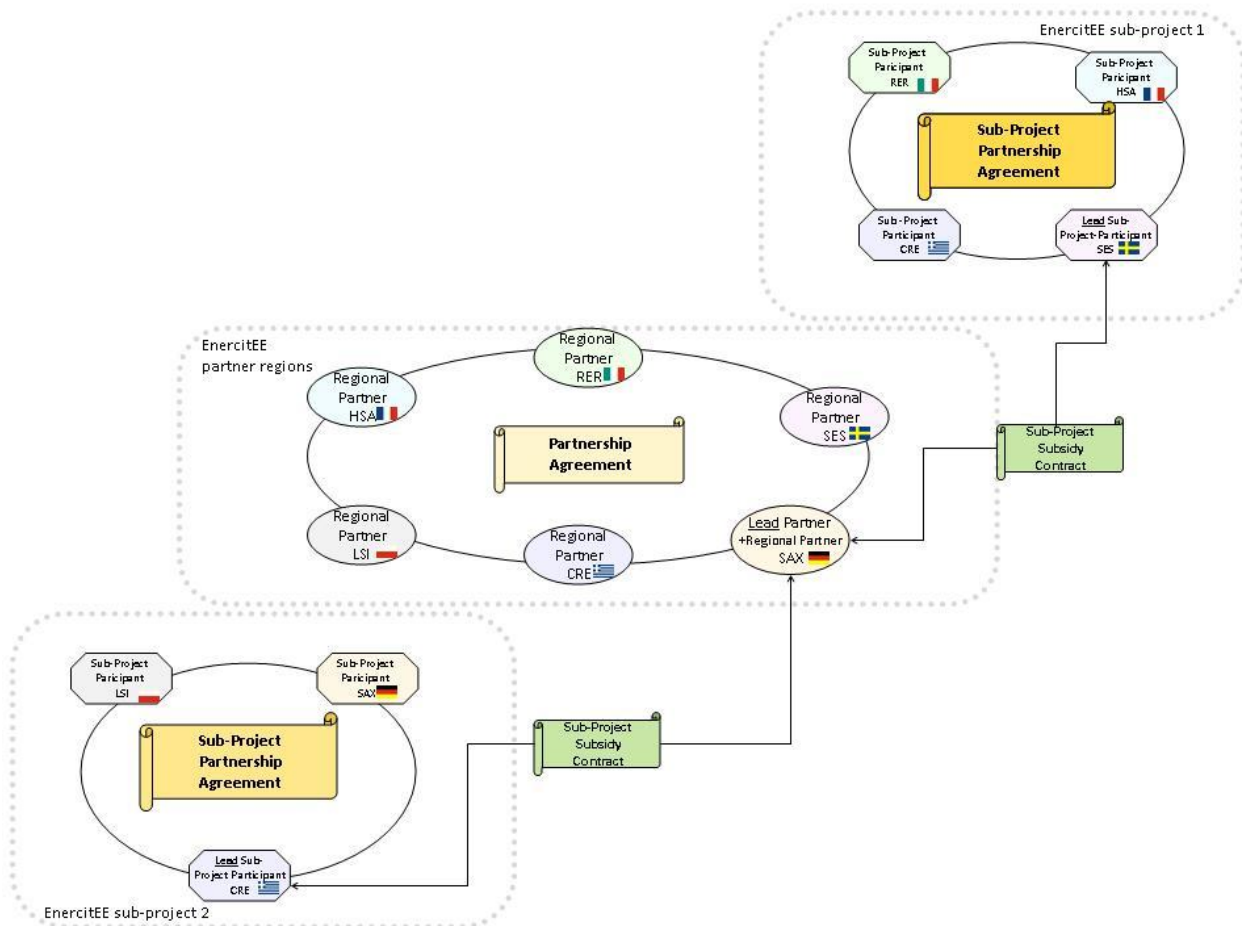 EnercitEE sub-project 1
Sub-Project
Paricipant
RER
Sub-Project
Paricipant
HSA
Sub-Project
Partnership
Agreement
Sub-Project
Participant
CRE
Lead Sub-
Project-Participant
SES
EnercitEE
partner regions
Regional
Partner
RER
Regional
Partner
HSA
Regional
Partner
SES
Partnership
Agreement
Sub-Project
Subsidy
Contract
Regional
Partner
LSI
Regional
Partner
CRE
Lead Partner
+Regional Partner
SAX
Sub-Project
Paricipant
LSI
Sub-Project
Paricipant
SAX
Sub-Project
Partnership
Agreement
Sub-Project
Subsidy
Contract
Lead Sub-
Project Participant
CRE
EnercitEE sub-project 2